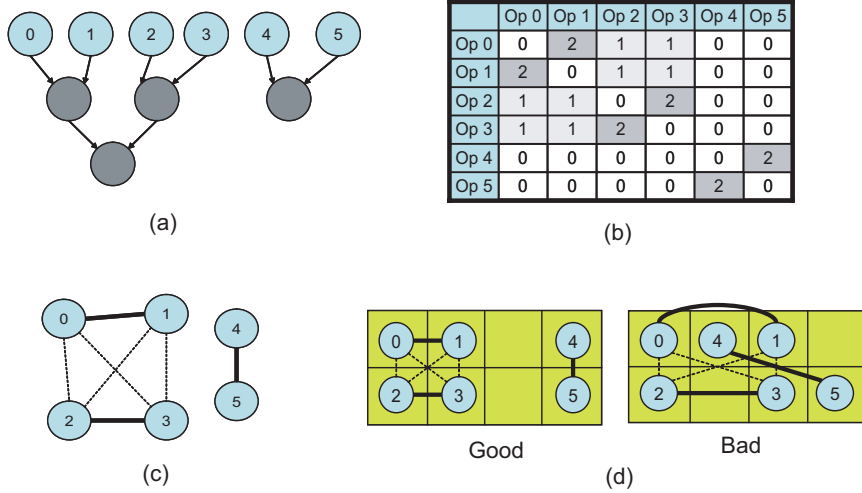 0 1 2 3 4 5
(a)
Op 0 Op 1 Op 2 Op 3 Op 4 Op 5
Op 0 0 2 1 1 0 0
Op 1 2 0 1 1 0 0
Op 2 1 1 0 2 0 0
Op 3 1 1 2 0 0 0
Op 4 0 0 0 0 0 2
Op 5 0 0 0 0 2 0
(b)
0 1 4
2 3 5
(c)
0 1 4
2 3 5
Good
0 4 1
2 3 5
Bad
(d)